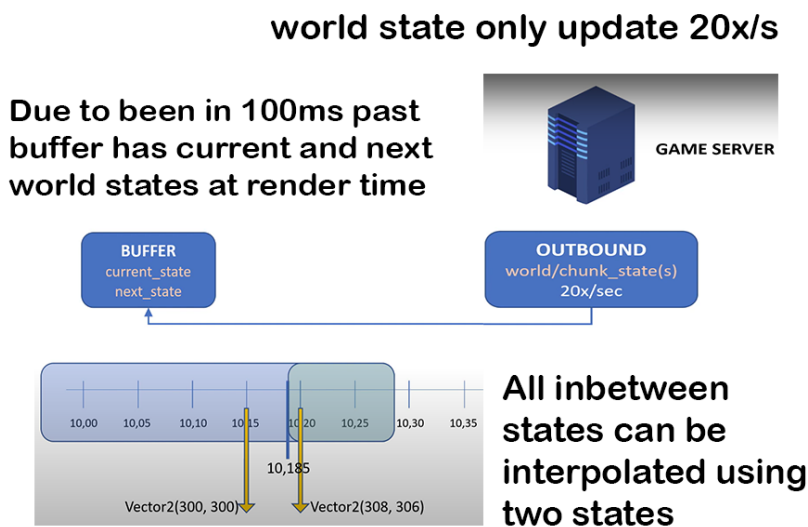 world state only update 20x/s
Due to been in 100ms past
buffer has current and next
world states at render time
GAME SERVER
BUFFER
current_state
next_state
OUTBOUND
world/chunk_state(s)
20x/sec
10,00 10,05 10,10 10,15 10,20 10,25 10,30 10,35
10,185
Vector2(300, 300) Vector2(308, 306)
All inbetween
states can be
interpolated using
two states